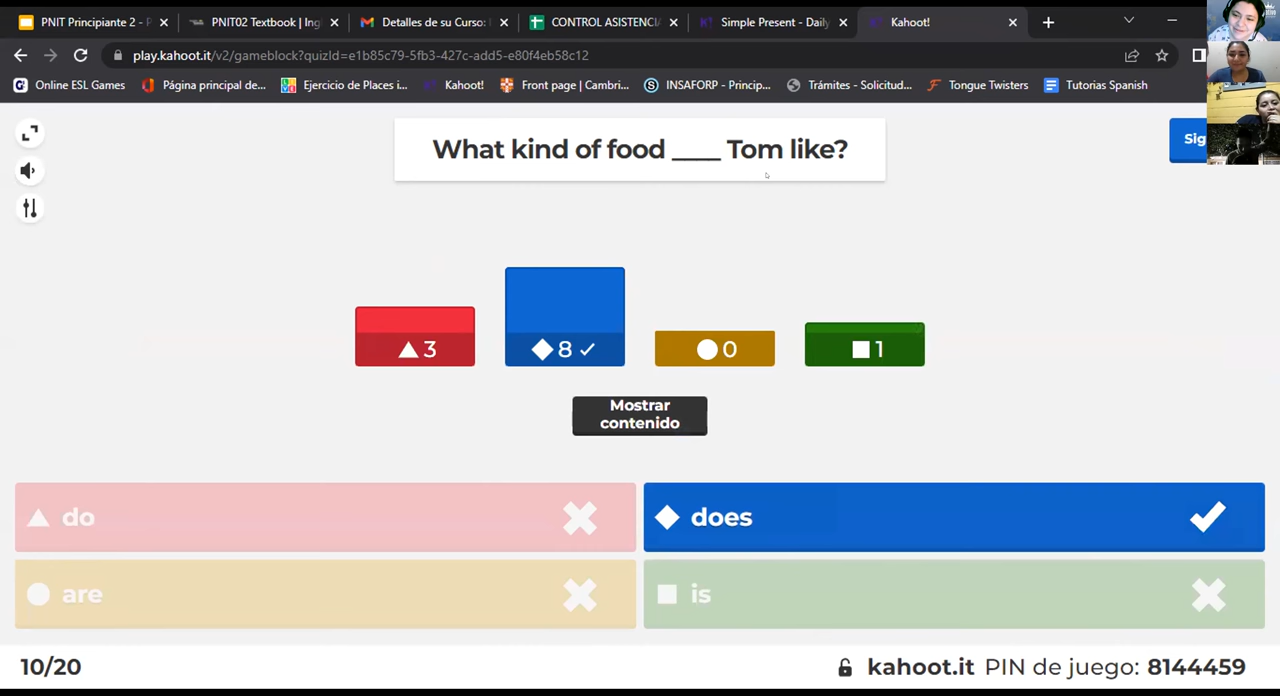 PNIT Principiante 2 - P
PNIT02 Textbook | Ing
Detalles de su Curso:
CONTROL ASISTENCIA
Simple Present - Daily
Kahoot!
play.kahoot.it/v2/gameblock?quizId=e1b85c79-5fb3-427c-add5-e80f4eb58c12
Online ESL Games
Página principal de...
Ejercicio de Places i...
Kahoot!
Front page | Cambri...
INSAFORP - Princip...
Trámites - Solicitud...
Tongue Twisters
Tutorias Spanish
What kind of food ____ Tom like?
Sig
3
8
0
1
Mostrar
contenido
do
does
are
is
10/20
kahoot.it PIN de juego: 8144459